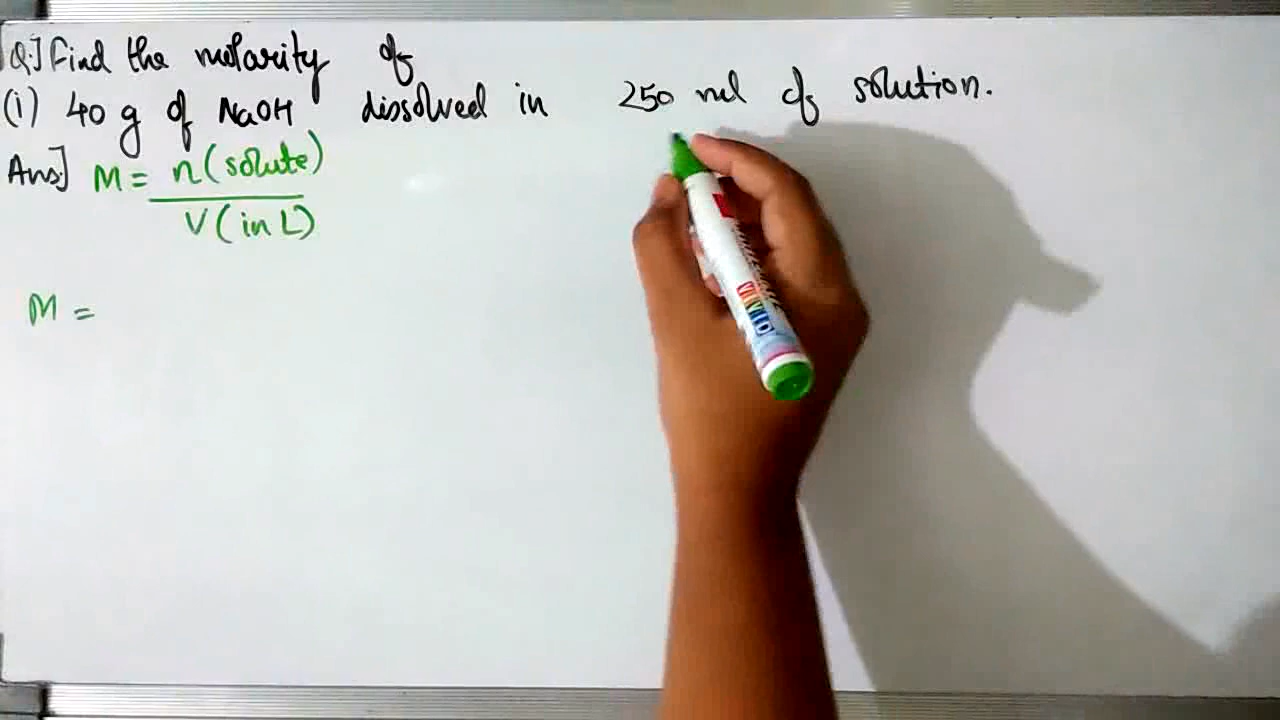 Q.] Find the molarity of
(i) 40 g of NaOH dissolved in 250 ml of solution.
Ans] M = n (solute)
V (in L)
M =